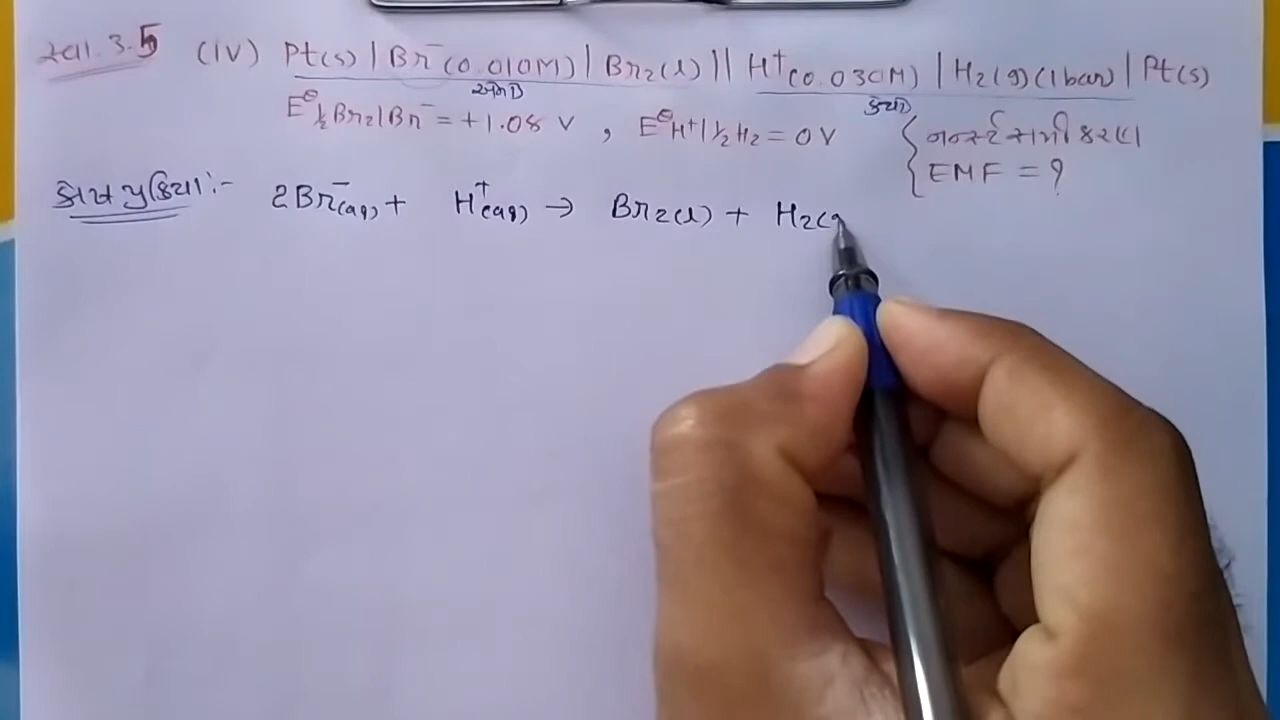 સ્વા. 3.5 (iv) Pt(s) | Br⁻(0.010M) | Br₂(l) || H⁺(0.030M) | H₂(g)(1bar) | Pt(s)
એનોડ કેથોડ
E⊖½Br₂|Br⁻ = +1.08 V , E⊖H⁺|½H₂ = 0V { નર્ન્સ્ટ સમીકરણ
EMF = ?
કોષ પ્રક્રિયા :- 2Br⁻(aq) + H⁺(aq) → Br₂(l) + H₂(g